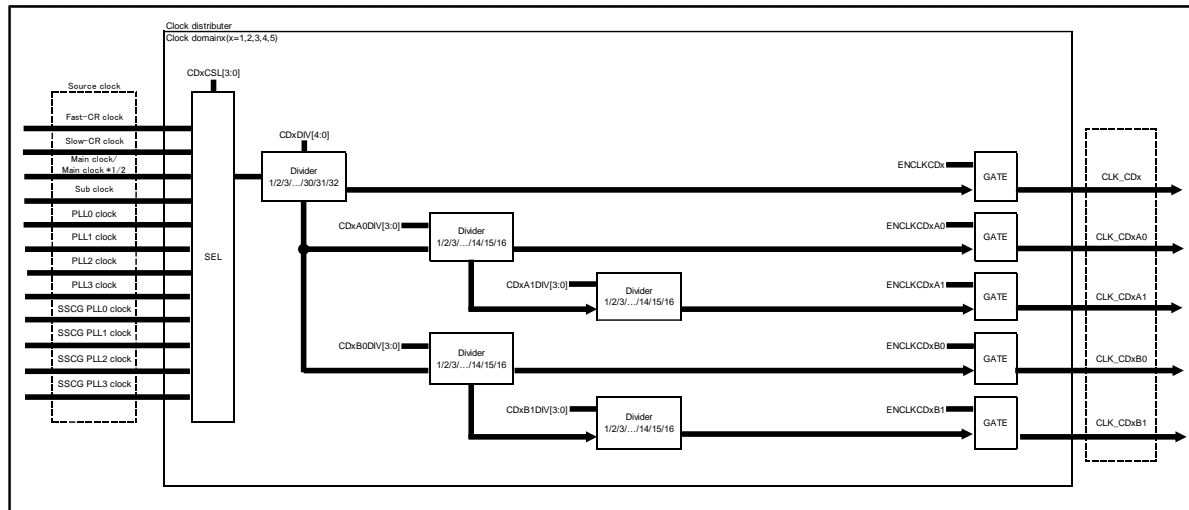 Clock distributer
Clock domainx(x=1,2,3,4,5)
CDxCSL[3:0]
Source clock
Fast-CR clock
Slow-CR clock
Main clock/
Main clock *1/2
Sub clock
PLL0 clock
PLL1 clock
PLL2 clock
PLL3 clock
SSCG PLL0 clock
SSCG PLL1 clock
SSCG PLL2 clock
SSCG PLL3 clock
SEL
CDxDIV[4:0]
Divider
1/2/3/.../30/31/32
ENCLKCDx
GATE
CLK_CDx
CDxA0DIV[3:0]
Divider
1/2/3/.../14/15/16
ENCLKCDxA0
GATE
CLK_CDxA0
CDxA1DIV[3:0]
Divider
1/2/3/.../14/15/16
ENCLKCDxA1
GATE
CLK_CDxA1
CDxB0DIV[3:0]
Divider
1/2/3/.../14/15/16
ENCLKCDxB0
GATE
CLK_CDxB0
CDxB1DIV[3:0]
Divider
1/2/3/.../14/15/16
ENCLKCDxB1
GATE
CLK_CDxB1